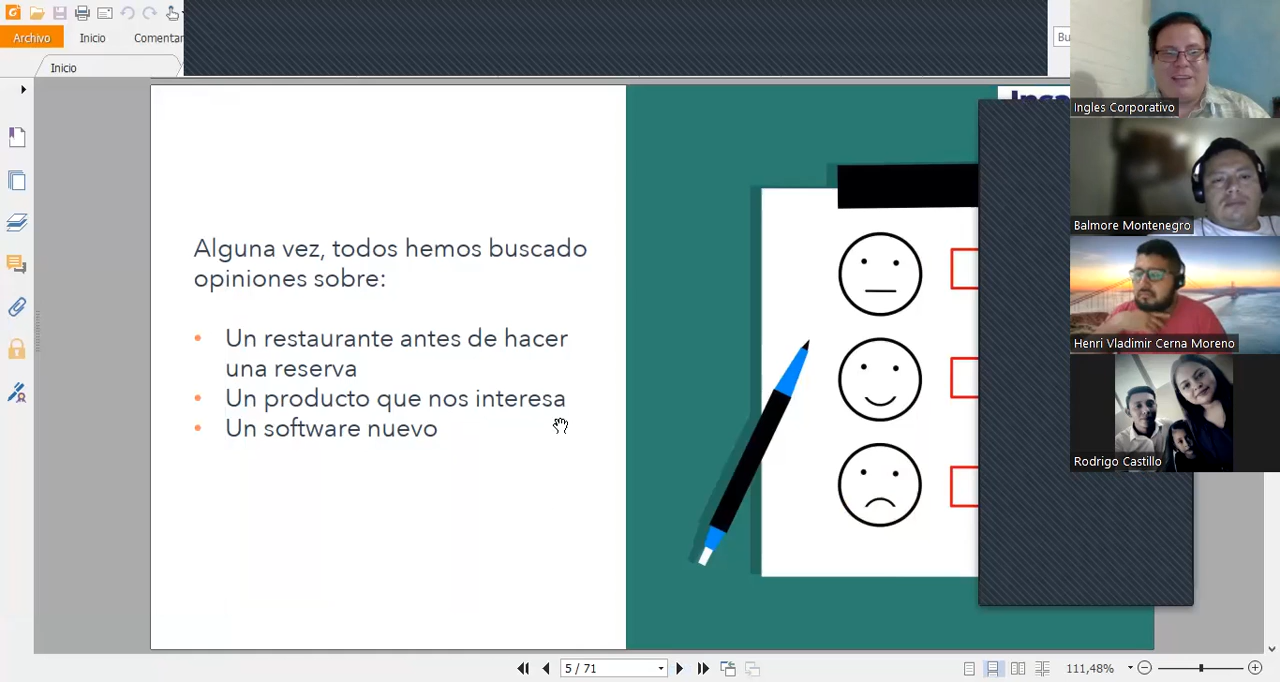 Archivo Inicio Comentar
Bu
Inicio
Alguna vez, todos hemos buscado
opiniones sobre:
• Un restaurante antes de hacer
una reserva
• Un producto que nos interesa
• Un software nuevo
Ingles Corporativo
Balmore Montenegro
Henri Vladimir Cerna Moreno
Rodrigo Castillo
5 / 71
111,48%